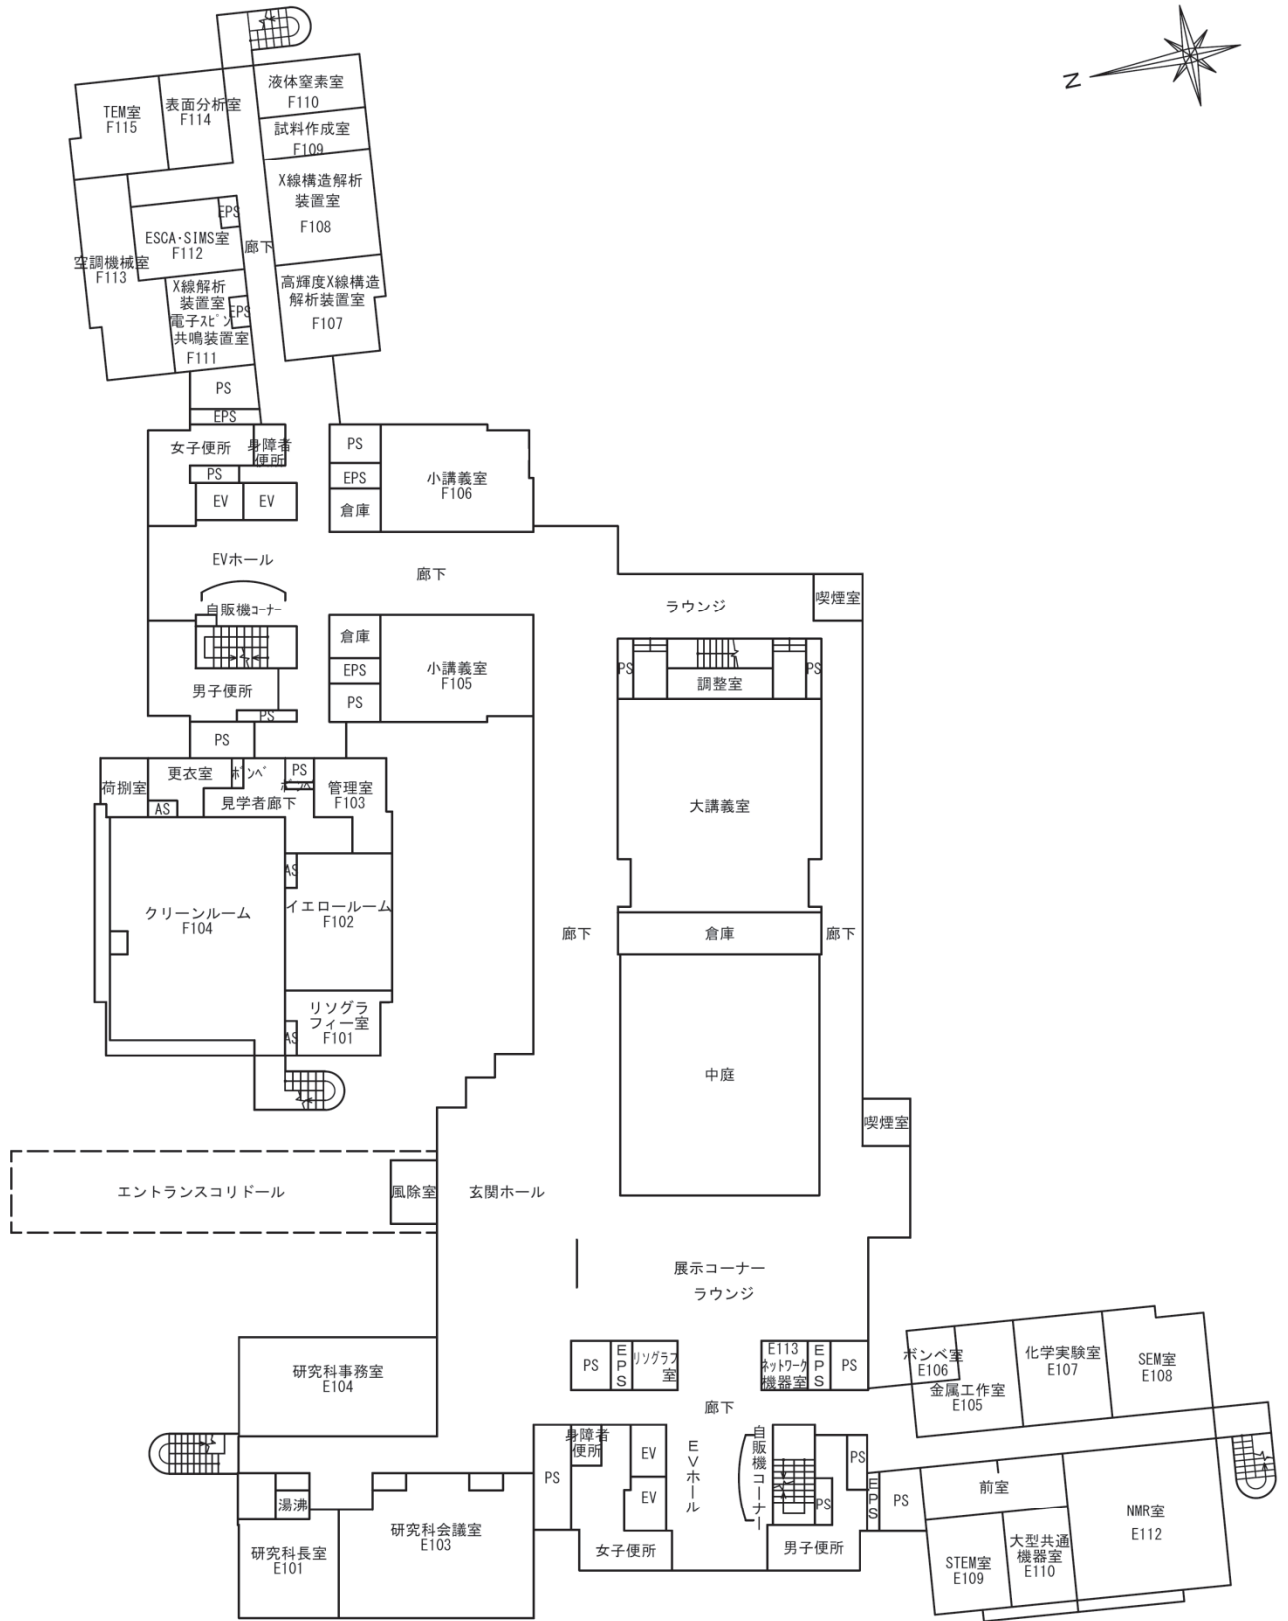 N
液体窒素室
F110
TEM室
F115
表面分析室
F114
試料作成室
F109
X線構造解析
装置室
F108
EPS
ESCA・SIMS室
F112
廊下
空調機械室
F113
X線解析
装置室
電子ｽﾋﾟﾝ
共鳴装置室
F111
EPS
高輝度X線構造
解析装置室
F107
PS
EPS
女子便所
身障者
便所
PS
EV
EV
PS
EPS
倉庫
小講義室
F106
EVホール
廊下
自販機ｺｰﾅｰ
ラウンジ
喫煙室
倉庫
EPS
PS
小講義室
F105
男子便所
PS
PS
PS
調整室
PS
荷捌室
更衣室
ﾎﾞﾝﾍﾞ
PS
ﾎﾞﾝﾍﾞ
管理室
F103
AS
見学者廊下
大講義室
AS
クリーンルーム
F104
イエロールーム
F102
廊下
倉庫
廊下
リソグラ
フィー室
F101
AS
中庭
喫煙室
エントランスコリドール
風除室
玄関ホール
展示コーナー
ラウンジ
研究科事務室
E104
PS
EPS
リソグラフ
室
E113
ネットワーク
機器室
EPS
PS
ボンベ室
E106
金属工作室
E105
化学実験室
E107
SEM室
E108
廊下
身障者
便所
PS
EV
EV
EVホール
自販機コーナー
PS
PS
EPS
PS
前室
NMR室
E112
湯沸
研究科長室
E101
研究科会議室
E103
女子便所
男子便所
STEM室
E109
大型共通
機器室
E110